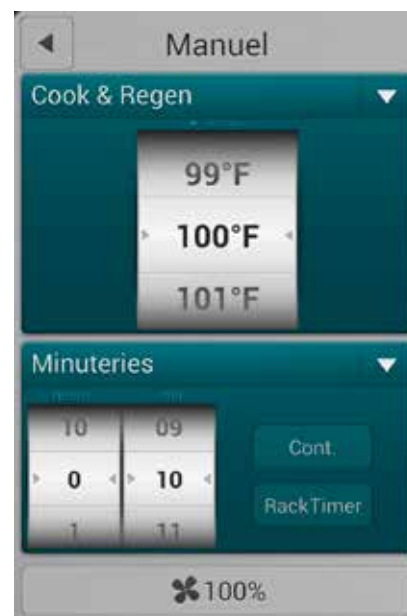 Manuel
Cook & Regen
99°F
100°F
101°F
Minuteries
10 09
0 10
1 11
Cont.
RackTimer
100%